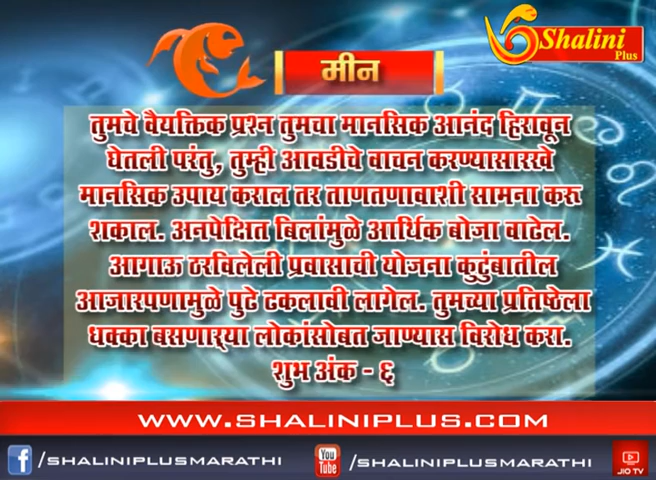 Shalini
Plus
मीन
तुमचे वैयक्तिक प्रश्न तुमचा मानसिक आनंद हिरावून
घेतली परंतु, तुम्ही आवडीचे वाचन करण्यासारखे
मानसिक उपाय कराल तर ताणतणावाशी सामना करू
शकाल. अनपेक्षित बिलांमुळे आर्थिक बोजा वाढेल.
आगाऊ ठरविलेली प्रवासाची योजना कुटुंबातील
आजारपणामुळे पुढे ढकलावी लागेल. तुमच्या प्रतिष्ठेला
धक्का बसणाऱ्या लोकांसोबत जाण्यास विरोध करा.
शुभ अंक - ६
WWW.SHALINIPLUS.COM
f /SHALINIPLUSMARATHI
You Tube /SHALINIPLUSMARATHI
JIO TV